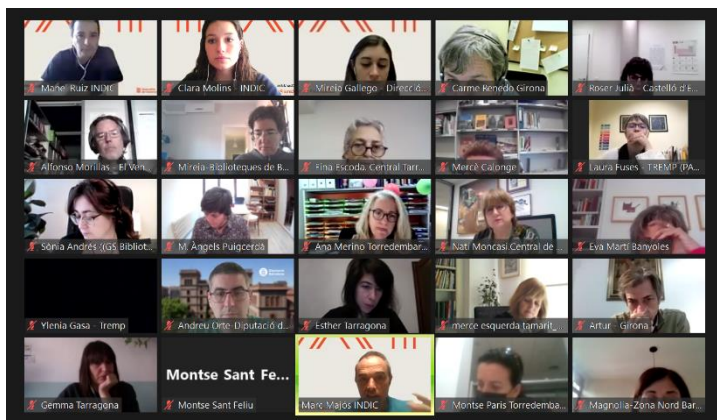 Manel Ruiz INDIC
Clara Molins - INDIC
Mireia Gallego - Direcció...
Carme Renedo Girona
Roser Julià - Castelló d'E...
Alfonso Morillas - El Ven...
Mireia-Biblioteques de B...
Fina Escoda. Central Tarr...
Mercè Calonge
Laura Fuses - TREMP (PA...
Sònia Andrés ((GS Bibliot...
M. Àngels Puigcerdà
Ana Merino Torredembar...
Nati Moncasi Central de ...
Eva Martí Banyoles
Ylenia Gasa - Tremp
Andreu Orte-Diputació d...
Esther Tarragona
merce esquerda tamarit_...
Artur - Girona
Gemma Tarragona
Montse Sant Fe...
Montse Sant Feliu
Marc Majós INDIC
Montse Paris Torredemba...
Magnolia-Zona Nord Bar...